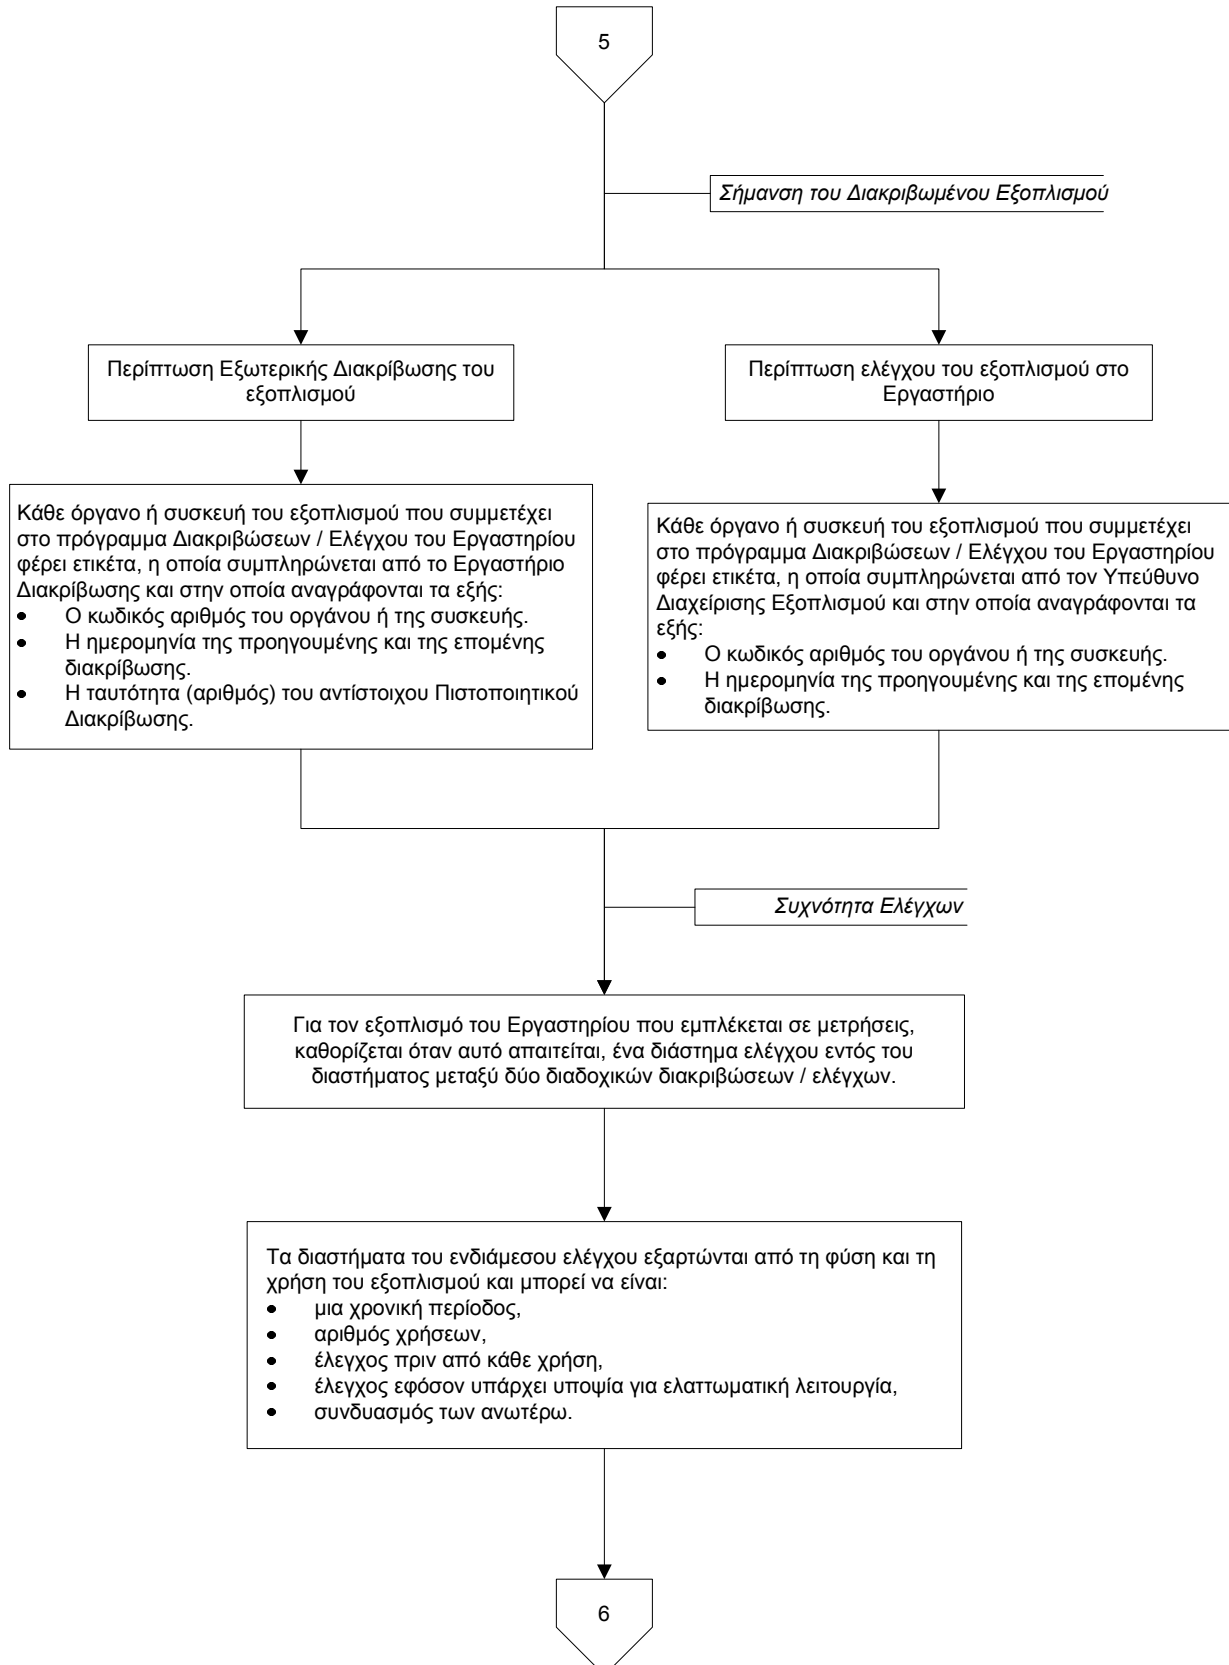 5
Σήμανση του Διακριβωμένου Εξοπλισμού
Περίπτωση Εξωτερικής Διακρίβωσης του
εξοπλισμού
Περίπτωση ελέγχου του εξοπλισμού στο
Εργαστήριο
Κάθε όργανο ή συσκευή του εξοπλισμού που συμμετέχει
στο πρόγραμμα Διακριβώσεων / Ελέγχου του Εργαστηρίου
φέρει ετικέτα, η οποία συμπληρώνεται από το Εργαστήριο
Διακρίβωσης και στην οποία αναγράφονται τα εξής:
• Ο κωδικός αριθμός του οργάνου ή της συσκευής.
• Η ημερομηνία της προηγουμένης και της επομένης
διακρίβωσης.
• Η ταυτότητα (αριθμός) του αντίστοιχου Πιστοποιητικού
Διακρίβωσης.
Κάθε όργανο ή συσκευή του εξοπλισμού που συμμετέχει
στο πρόγραμμα Διακριβώσεων / Ελέγχου του Εργαστηρίου
φέρει ετικέτα, η οποία συμπληρώνεται από τον Υπεύθυνο
Διαχείρισης Εξοπλισμού και στην οποία αναγράφονται τα
εξής:
• Ο κωδικός αριθμός του οργάνου ή της συσκευής.
• Η ημερομηνία της προηγουμένης και της επομένης
διακρίβωσης.
Συχνότητα Ελέγχων
Για τον εξοπλισμό του Εργαστηρίου που εμπλέκεται σε μετρήσεις,
καθορίζεται όταν αυτό απαιτείται, ένα διάστημα ελέγχου εντός του
διαστήματος μεταξύ δύο διαδοχικών διακριβώσεων / ελέγχων.
Τα διαστήματα του ενδιάμεσου ελέγχου εξαρτώνται από τη φύση και τη
χρήση του εξοπλισμού και μπορεί να είναι:
• μια χρονική περίοδος,
• αριθμός χρήσεων,
• έλεγχος πριν από κάθε χρήση,
• έλεγχος εφόσον υπάρχει υποψία για ελαττωματική λειτουργία,
• συνδυασμός των ανωτέρω.
6